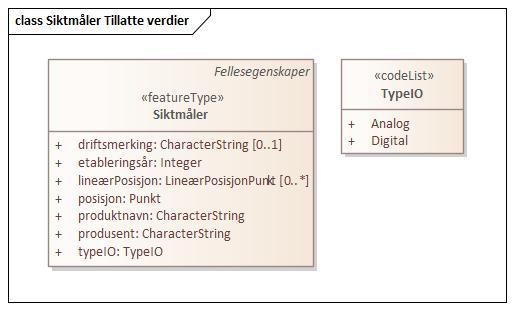 class Siktmåler Tillatte verdier
Fellesegenskaper
«featureType»
Siktmåler
+ driftsmerking: CharacterString [0..1]
+ etableringsår: Integer
+ lineærPosisjon: LineærPosisjonPunkt [0..*]
+ posisjon: Punkt
+ produktnavn: CharacterString
+ produsent: CharacterString
+ typeIO: TypeIO
«codeList»
TypeIO
+ Analog
+ Digital